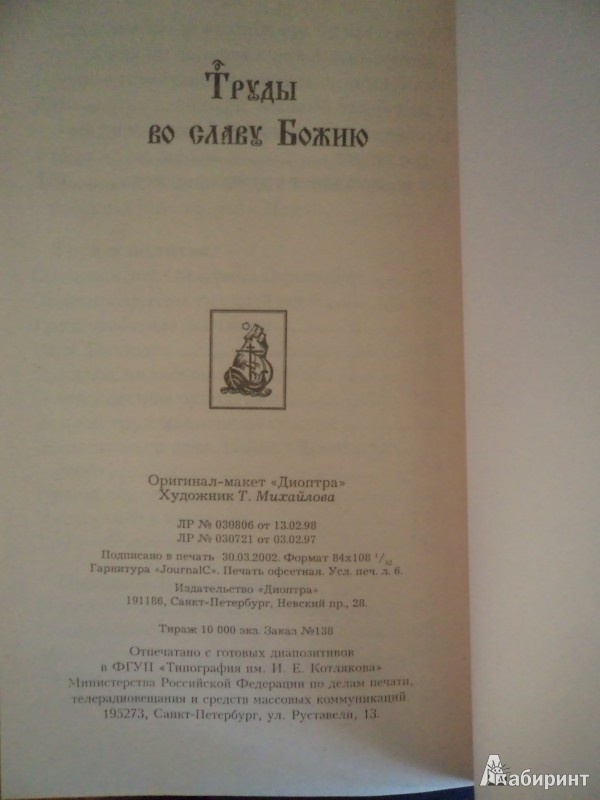 Труды
во славу Божию
Оригинал-макет «Диоптра»
Художник Т. Михайлова
ЛР № 030806 от 13.02.98
ЛР № 030721 от 03.02.97
Подписано в печать 30.03.2002. Формат 84х108 1/32
Гарнитура «JournalC». Печать офсетная. Усл. печ. л. 6.
Издательство «Диоптра»
191186, Санкт-Петербург, Невский пр., 28.
Тираж 10 000 экз. Заказ №138
Отпечатано с готовых диапозитивов
в ФГУП «Типография им. И. Е. Котлякова»
Министерства Российской Федерации по делам печати,
телерадиовещания и средств массовых коммуникаций.
195273, Санкт-Петербург, ул. Руставели, 13.
Лабиринт